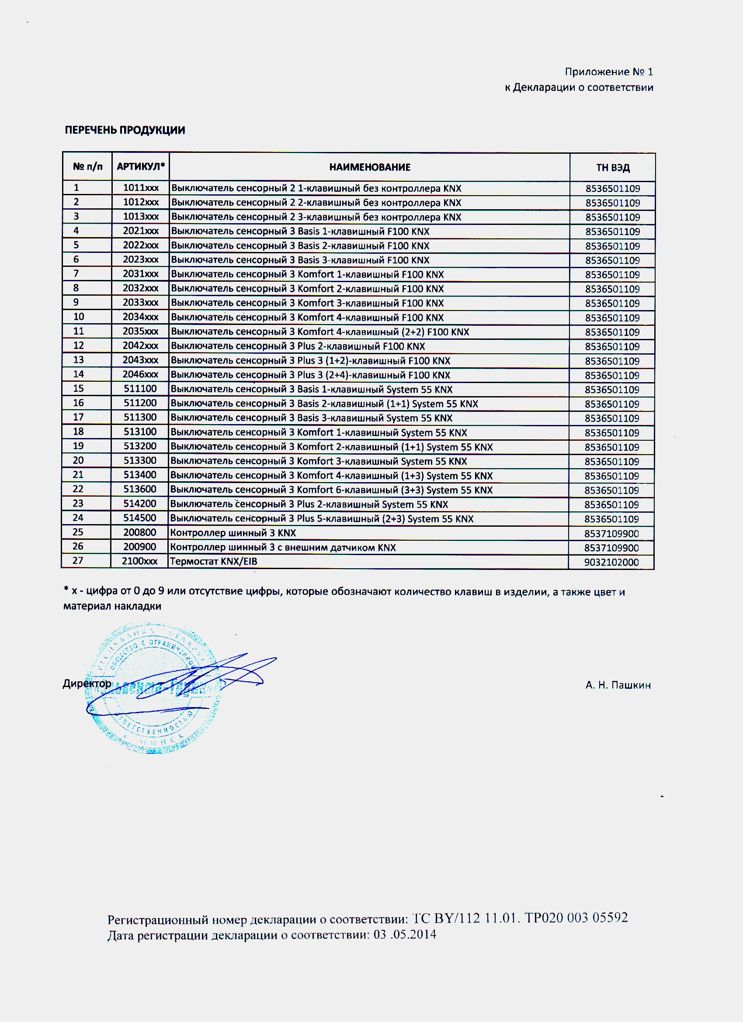 Приложение № 1
к Декларации о соответствии
ПЕРЕЧЕНЬ ПРОДУКЦИИ
№ п/п АРТИКУЛ* НАИМЕНОВАНИЕ ТН ВЭД
1 1011xxx Выключатель сенсорный 2 1-клавишный без контроллера KNX 8536501109
2 1012xxx Выключатель сенсорный 2 2-клавишный без контроллера KNX 8536501109
3 1013xxx Выключатель сенсорный 2 3-клавишный без контроллера KNX 8536501109
4 2021xxx Выключатель сенсорный 3 Basis 1-клавишный F100 KNX 8536501109
5 2022xxx Выключатель сенсорный 3 Basis 2-клавишный F100 KNX 8536501109
6 2023xxx Выключатель сенсорный 3 Basis 3-клавишный F100 KNX 8536501109
7 2031xxx Выключатель сенсорный 3 Komfort 1-клавишный F100 KNX 8536501109
8 2032xxx Выключатель сенсорный 3 Komfort 2-клавишный F100 KNX 8536501109
9 2033xxx Выключатель сенсорный 3 Komfort 3-клавишный F100 KNX 8536501109
10 2034xxx Выключатель сенсорный 3 Komfort 4-клавишный F100 KNX 8536501109
11 2035xxx Выключатель сенсорный 3 Komfort 4-клавишный (2+2) F100 KNX 8536501109
12 2042xxx Выключатель сенсорный 3 Plus 2-клавишный F100 KNX 8536501109
13 2043xxx Выключатель сенсорный 3 Plus 3 (1+2)-клавишный F100 KNX 8536501109
14 2046xxx Выключатель сенсорный 3 Plus 3 (2+4)-клавишный F100 KNX 8536501109
15 511100 Выключатель сенсорный 3 Basis 1-клавишный System 55 KNX 8536501109
16 511200 Выключатель сенсорный 3 Basis 2-клавишный (1+1) System 55 KNX 8536501109
17 511300 Выключатель сенсорный 3 Basis 3-клавишный System 55 KNX 8536501109
18 513100 Выключатель сенсорный 3 Komfort 1-клавишный System 55 KNX 8536501109
19 513200 Выключатель сенсорный 3 Komfort 2-клавишный (1+1) System 55 KNX 8536501109
20 513300 Выключатель сенсорный 3 Komfort 3-клавишный System 55 KNX 8536501109
21 513400 Выключатель сенсорный 3 Komfort 4-клавишный (1+3) System 55 KNX 8536501109
22 513600 Выключатель сенсорный 3 Komfort 6-клавишный (3+3) System 55 KNX 8536501109
23 514200 Выключатель сенсорный 3 Plus 2-клавишный System 55 KNX 8536501109
24 514500 Выключатель сенсорный 3 Plus 5-клавишный (2+3) System 55 KNX 8536501109
25 200800 Контроллер шинный 3 KNX 8537109900
26 200900 Контроллер шинный 3 с внешним датчиком KNX 8537109900
27 2100xxx Термостат KNX/EIB 9032102000
* x - цифра от 0 до 9 или отсутствие цифры, которые обозначают количество клавиш в изделии, а также цвет и
материал накладки
ОБЩЕСТВО С ОГРАНИЧЕННОЙ
ОТВЕТСТВЕННОСТЬЮ
Г. МИНСК
Директор А. Н. Пашкин
Регистрационный номер декларации о соответствии: ТС BY/112 11.01. ТР020 003 05592
Дата регистрации декларации о соответствии: 03 .05.2014